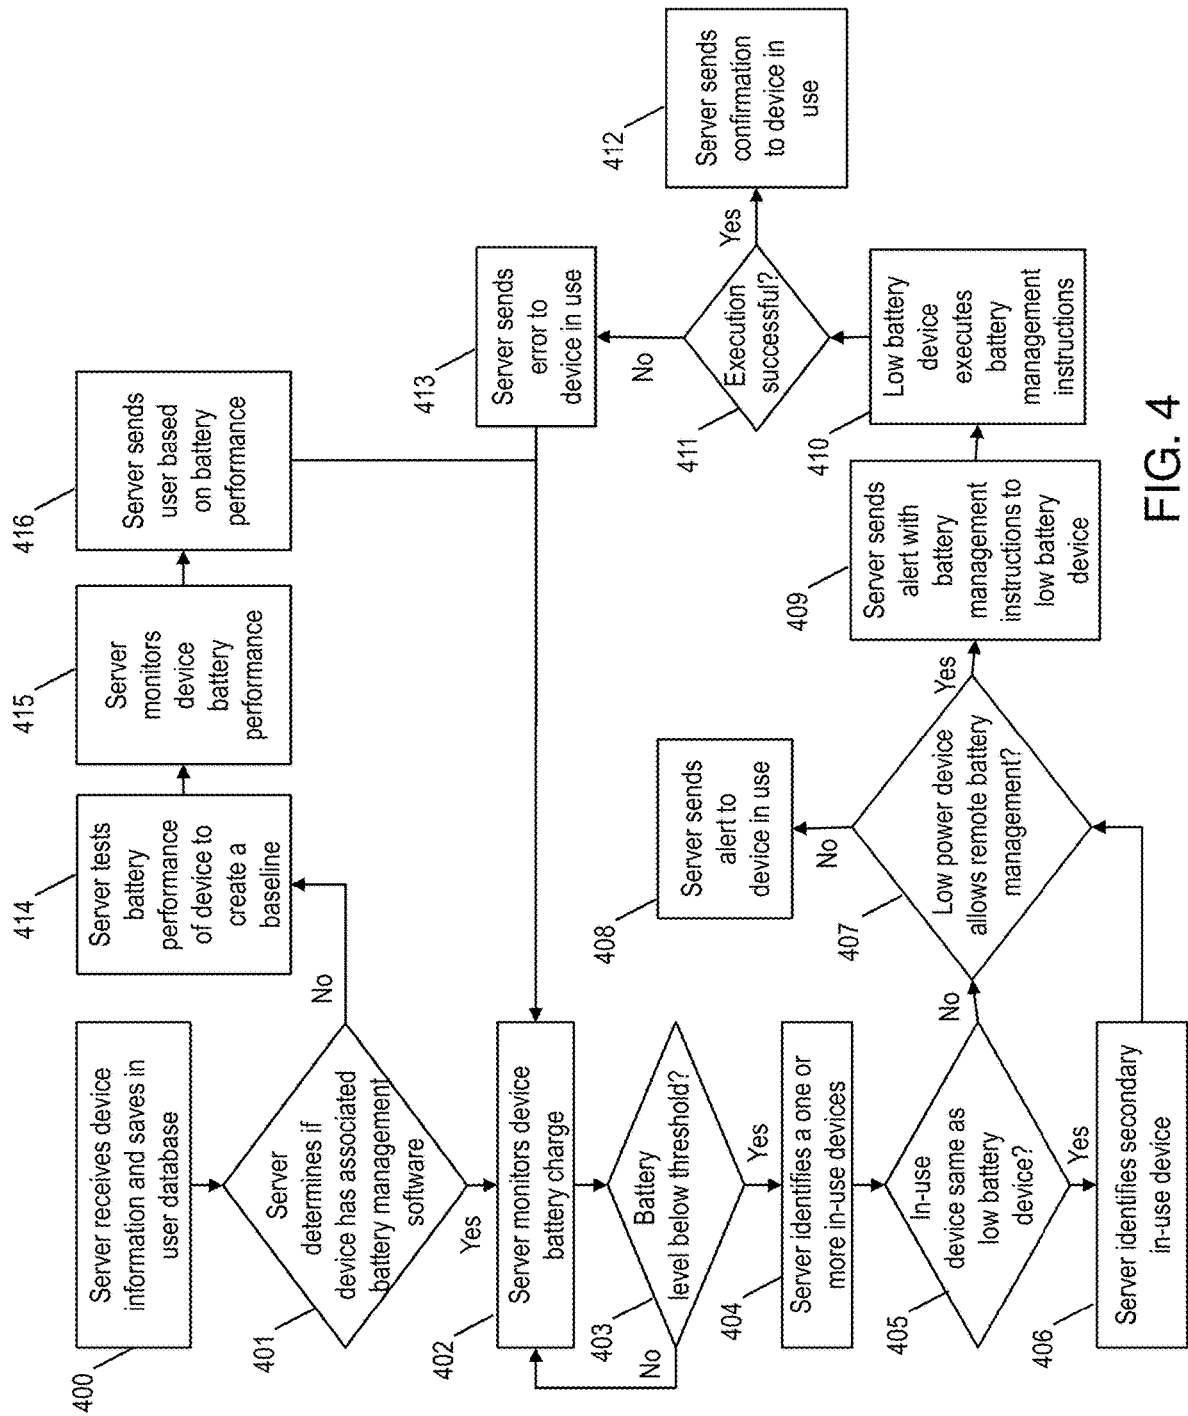 400
Server receives device
information and saves in
user database
401
Server
determines if
device has associated
battery management
software
No
Yes
414
Server tests
battery
performance
of device to
create a
baseline
415
Server
monitors
device
battery
performance
416
Server sends
user based
on battery
performance
402
Server monitors device
battery charge
403
Battery
level below threshold?
No
Yes
404
Server identifies a one or
more in-use devices
405
In-use
device same as
low battery
device?
No
Yes
406
Server identifies secondary
in-use device
407
Low power device
allows remote battery
management?
No
Yes
408
Server sends
alert to
device in use
409
Server sends
alert with
battery
management
instructions to
low battery
device
410
Low battery
device
executes
battery
management
instructions
411
Execution
successful?
No
Yes
413
Server sends
error to
device in use
412
Server sends
confirmation
to device in
use
FIG. 4